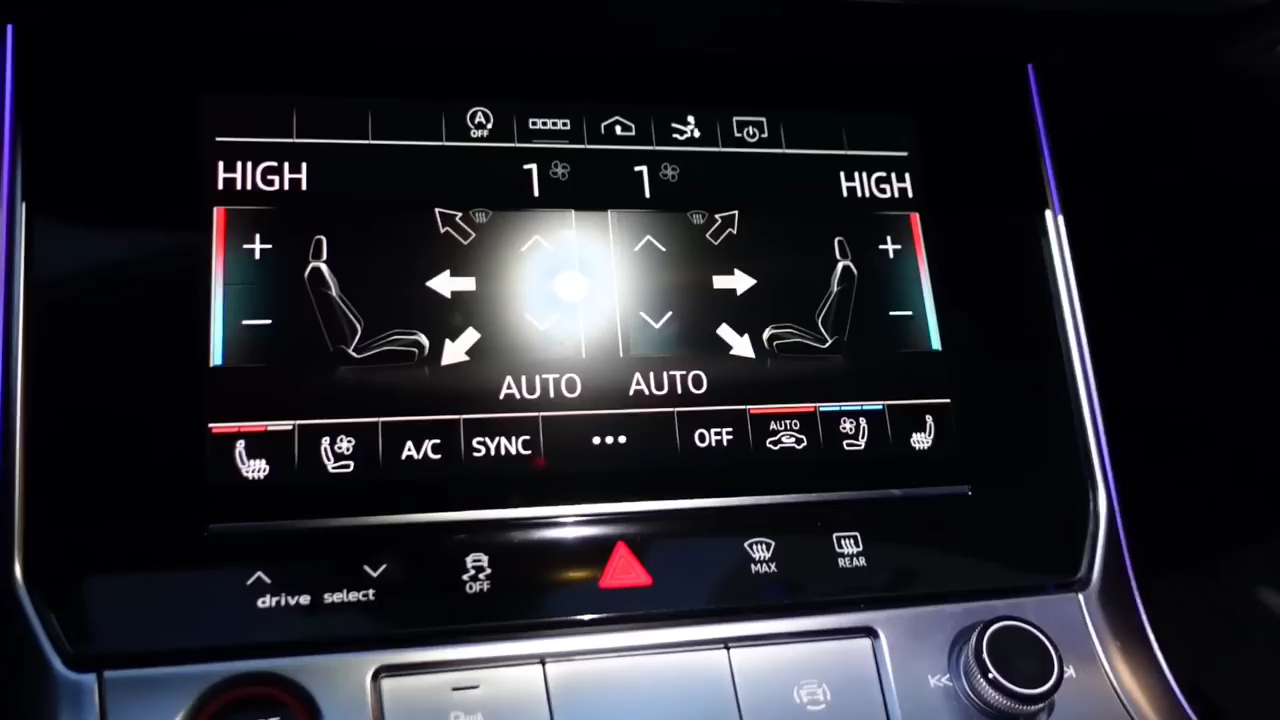 A
OFF
HIGH 1 1 HIGH
AUTO AUTO
A/C SYNC OFF AUTO
drive select
OFF
MAX
REAR